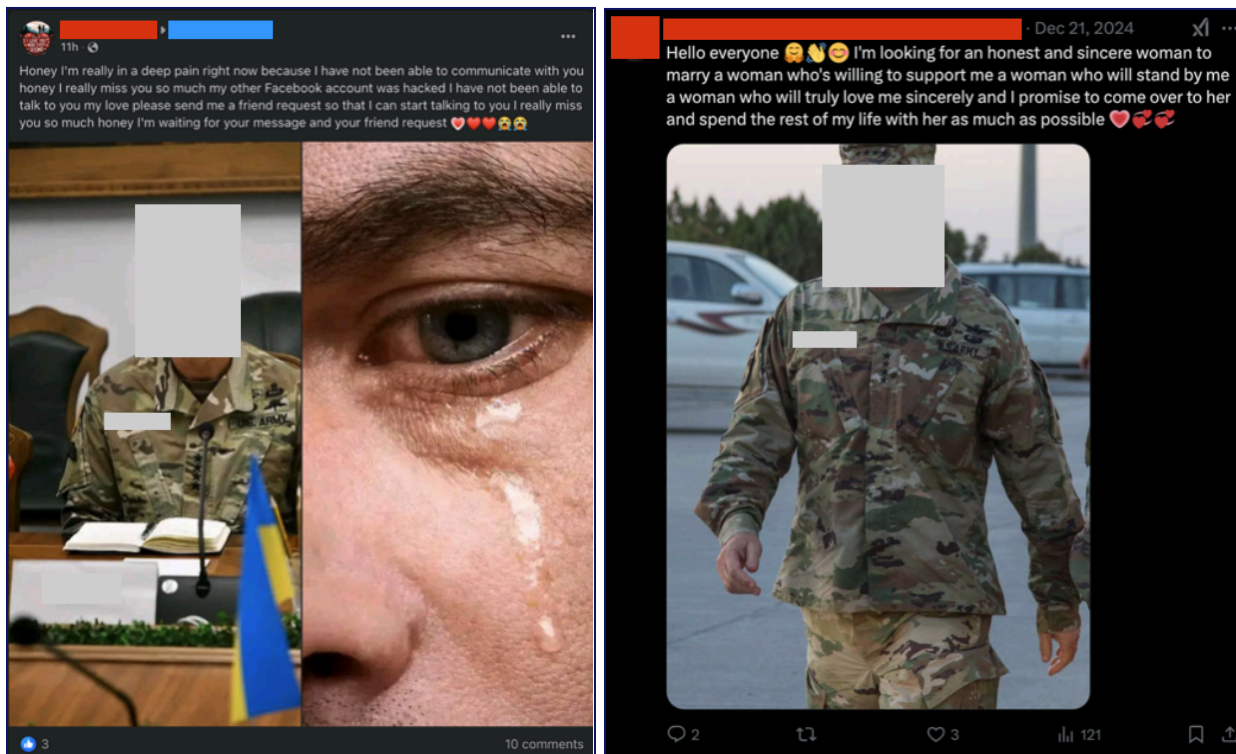 11h
Honey I'm really in a deep pain right now because I have not been able to communicate with you
honey I really miss you so much my other Facebook account was hacked I have not been able to
talk to you my love please send me a friend request so that I can start talking to you I really miss
you so much honey I'm waiting for your message and your friend request ❤️❤️❤️😭😭
U.S. ARMY
3
10 comments
· Dec 21, 2024
Hello everyone 🤗👋😊 I'm looking for an honest and sincere woman to
marry a woman who's willing to support me a woman who will stand by me
a woman who will truly love me sincerely and I promise to come over to her
and spend the rest of my life with her as much as possible ❤️💞💞
U.S. ARMY
2
3
121